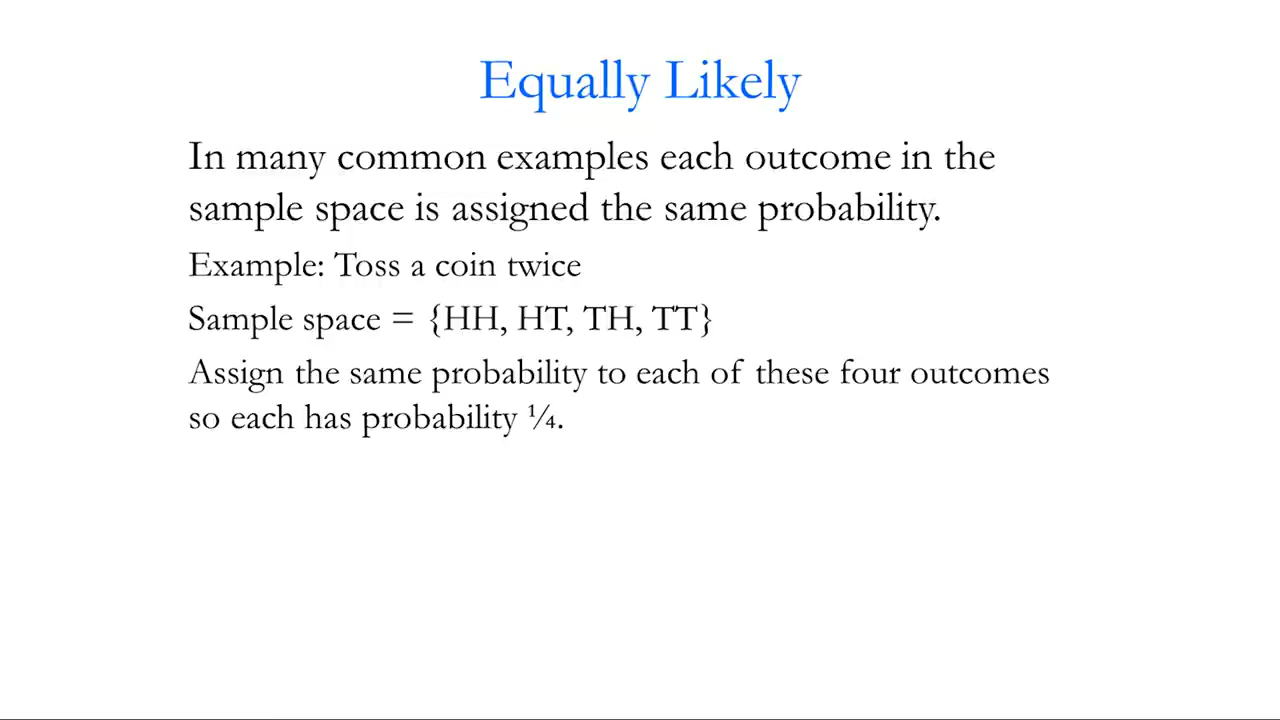 Equally Likely
In many common examples each outcome in the
sample space is assigned the same probability.
Example: Toss a coin twice
Sample space = {HH, HT, TH, TT}
Assign the same probability to each of these four outcomes
so each has probability ¼.